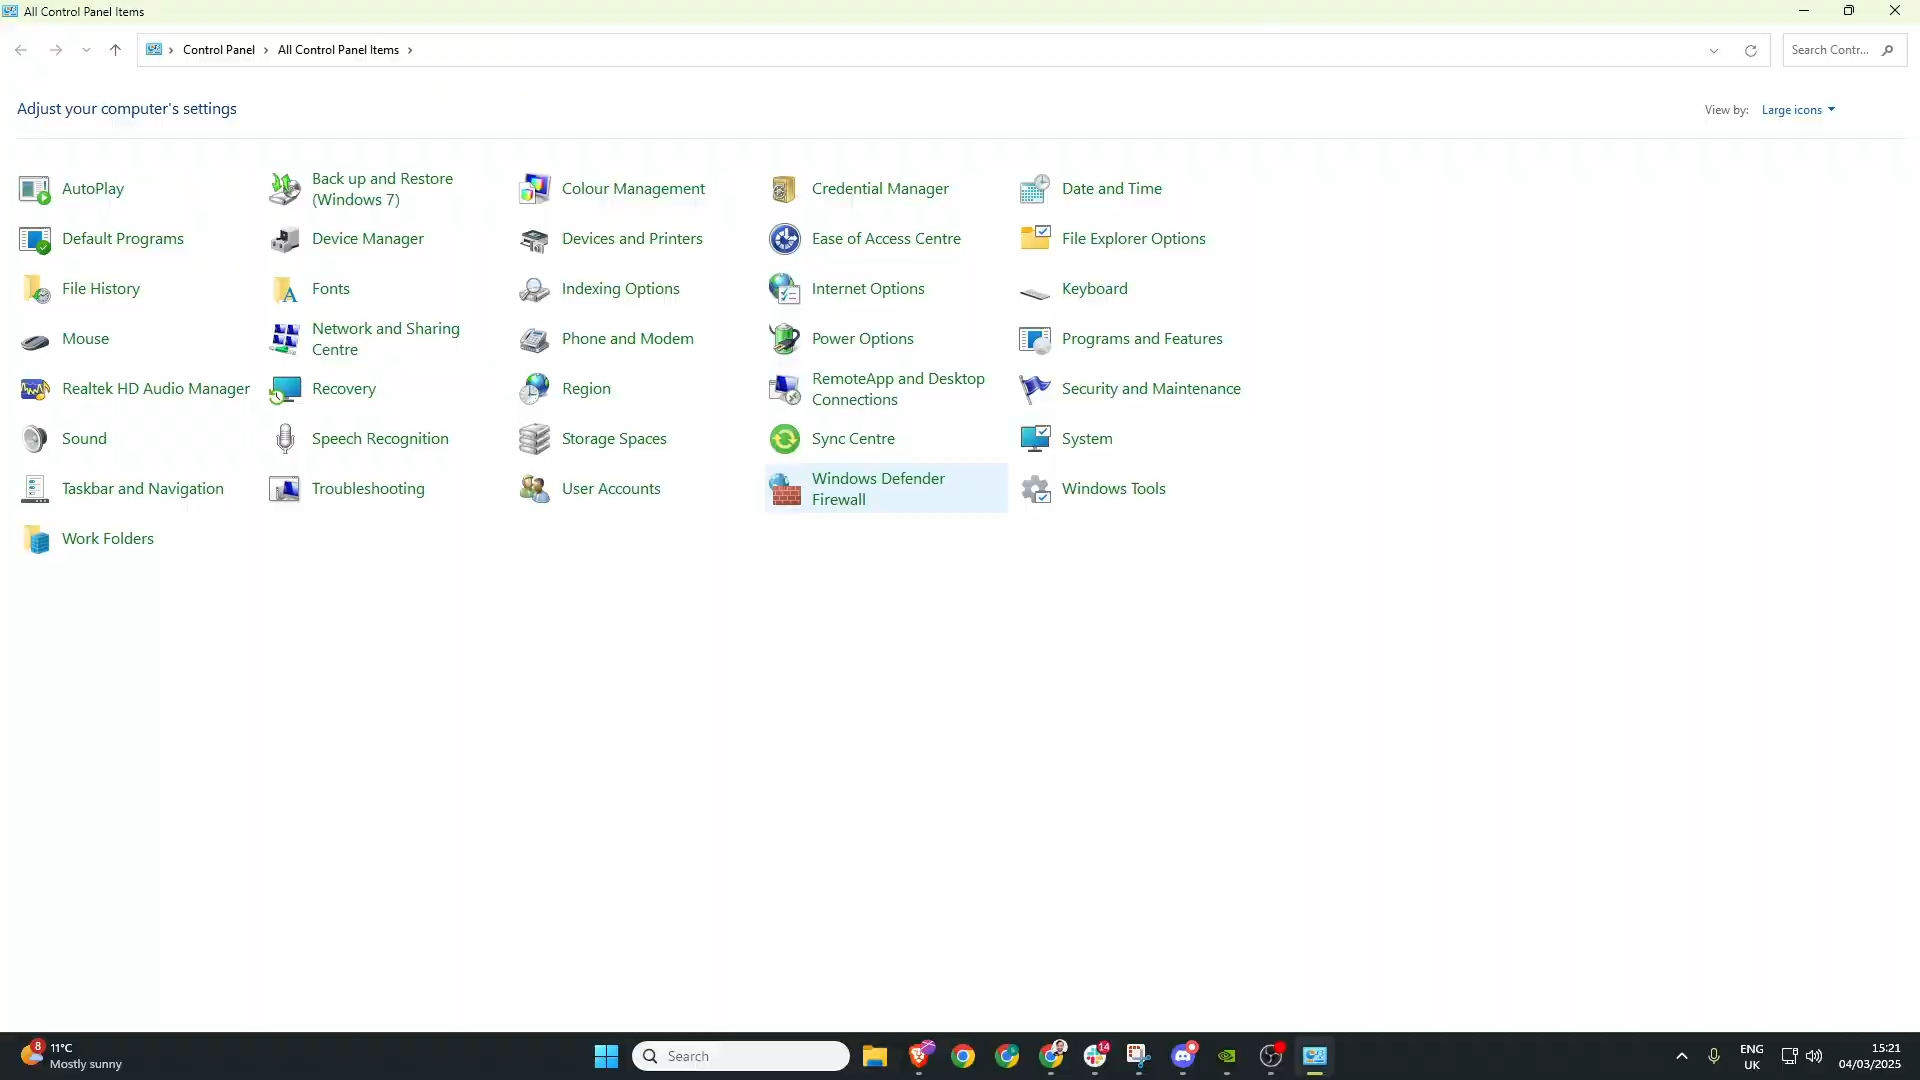 All Control Panel Items
Control Panel > All Control Panel Items >
Search Contr...
Adjust your computer's settings
View by: Large icons
AutoPlay
Back up and Restore
(Windows 7)
Colour Management
Credential Manager
Date and Time
Default Programs
Device Manager
Devices and Printers
Ease of Access Centre
File Explorer Options
File History
Fonts
Indexing Options
Internet Options
Keyboard
Mouse
Network and Sharing
Centre
Phone and Modem
Power Options
Programs and Features
Realtek HD Audio Manager
Recovery
Region
RemoteApp and Desktop
Connections
Security and Maintenance
Sound
Speech Recognition
Storage Spaces
Sync Centre
System
Taskbar and Navigation
Troubleshooting
User Accounts
Windows Defender
Firewall
Windows Tools
Work Folders
8
11°C
Mostly sunny
Search
14
ENG
UK
15:21
04/03/2025